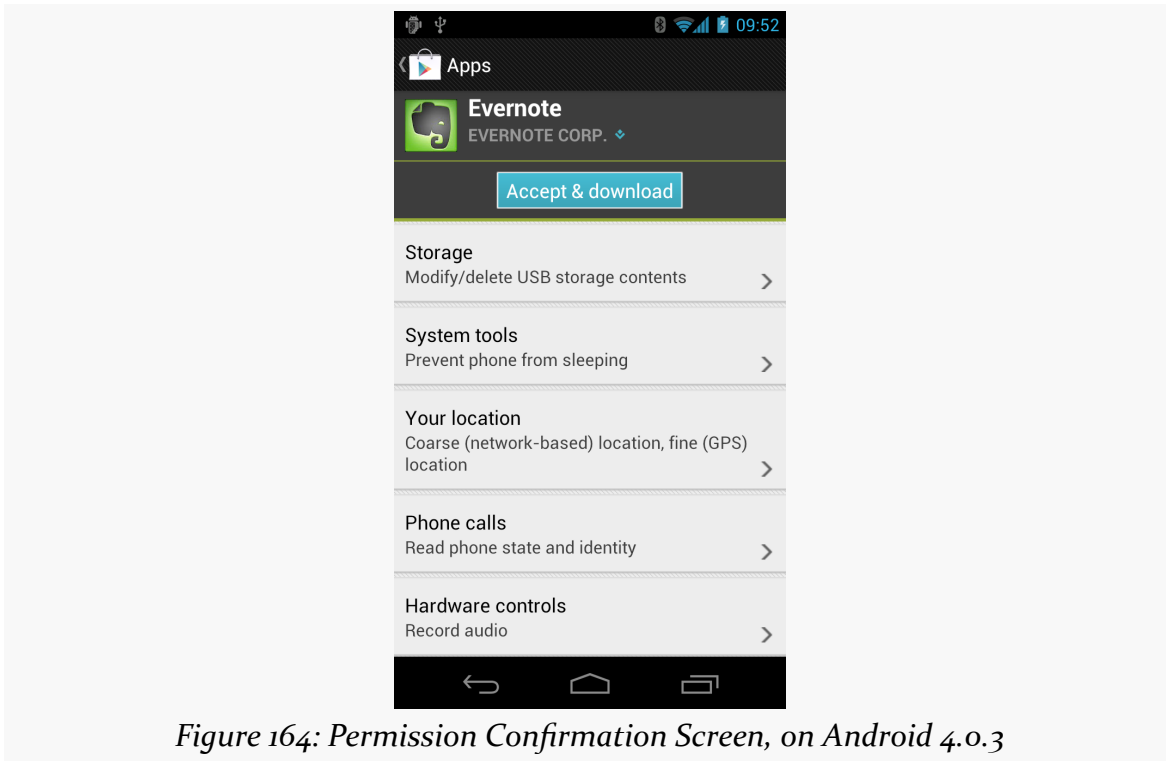 09:52
Apps
Evernote
EVERNOTE CORP.
Accept & download
Storage
Modify/delete USB storage contents
System tools
Prevent phone from sleeping
Your location
Coarse (network-based) location, fine (GPS)
location
Phone calls
Read phone state and identity
Hardware controls
Record audio
Figure 164: Permission Confirmation Screen, on Android 4.0.3